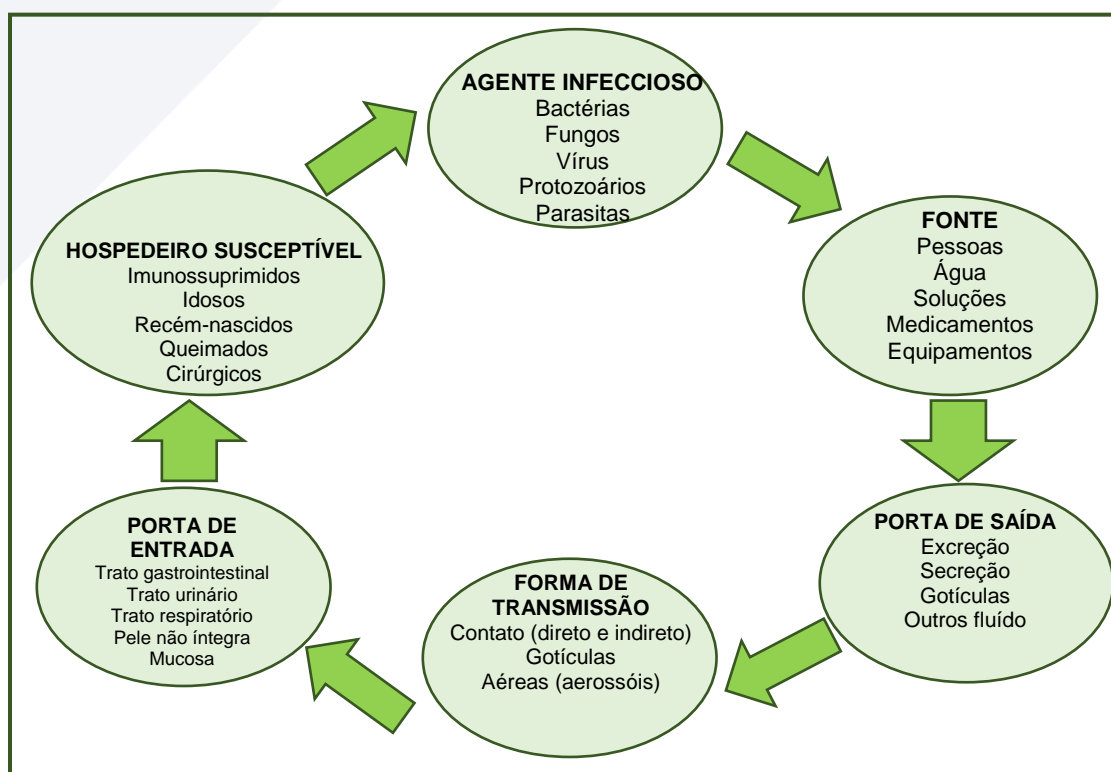 AGENTE INFECCIOSO
Bactérias
Fungos
Vírus
Protozoários
Parasitas
FONTE
Pessoas
Água
Soluções
Medicamentos
Equipamentos
PORTA DE SAÍDA
Excreção
Secreção
Gotículas
Outros fluído
FORMA DE
TRANSMISSÃO
Contato (direto e indireto)
Gotículas
Aéreas (aerossóis)
PORTA DE
ENTRADA
Trato gastrointestinal
Trato urinário
Trato respiratório
Pele não íntegra
Mucosa
HOSPEDEIRO SUSCEPTÍVEL
Imunossuprimidos
Idosos
Recém-nascidos
Queimados
Cirúrgicos